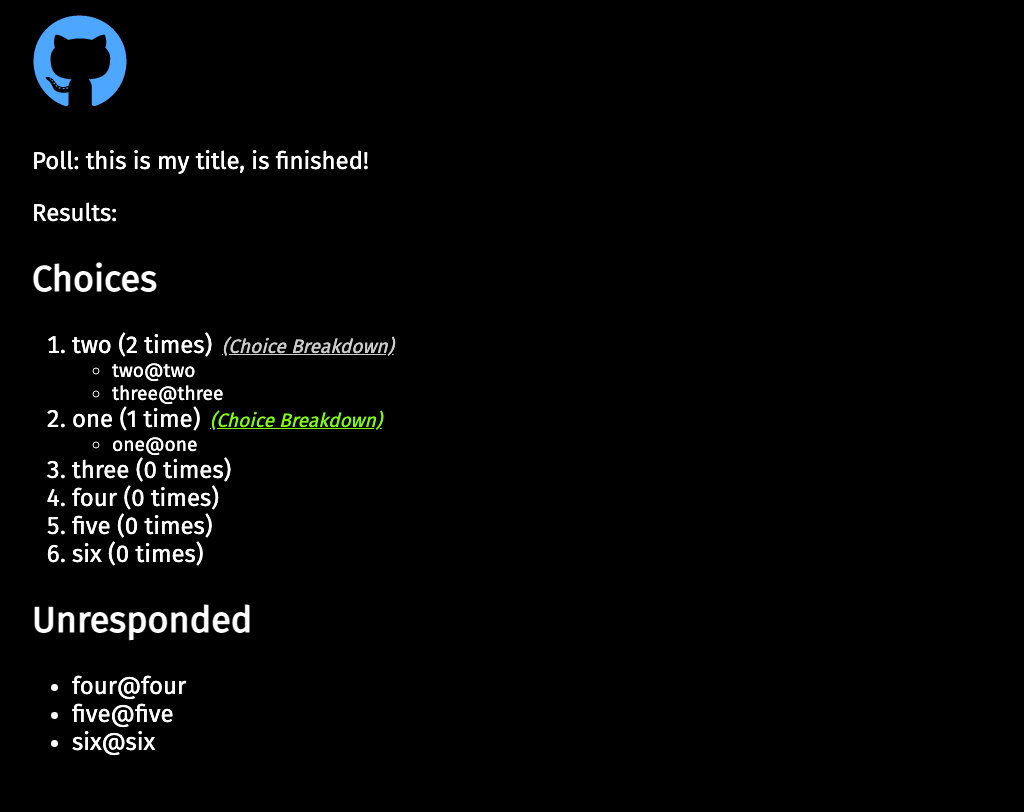 Poll: this is my title, is finished!
Results:
Choices
1. two (2 times) (Choice Breakdown)
two@two
three@three
2. one (1 time) (Choice Breakdown)
one@one
3. three (0 times)
4. four (0 times)
5. five (0 times)
6. six (0 times)
Unresponded
four@four
five@five
six@six